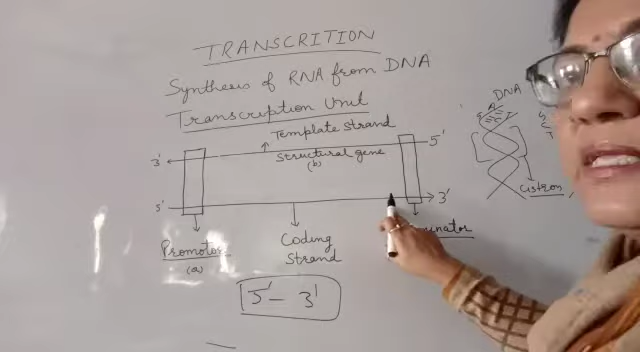 TRANSCRITION
Synthesis of RNA from DNA
Transcription Unit
Template strand
3' 5'
structural gene
(b)
5' 3'
Promotor
(a)
Coding
Strand
5' - 3'
DNA
Cistron